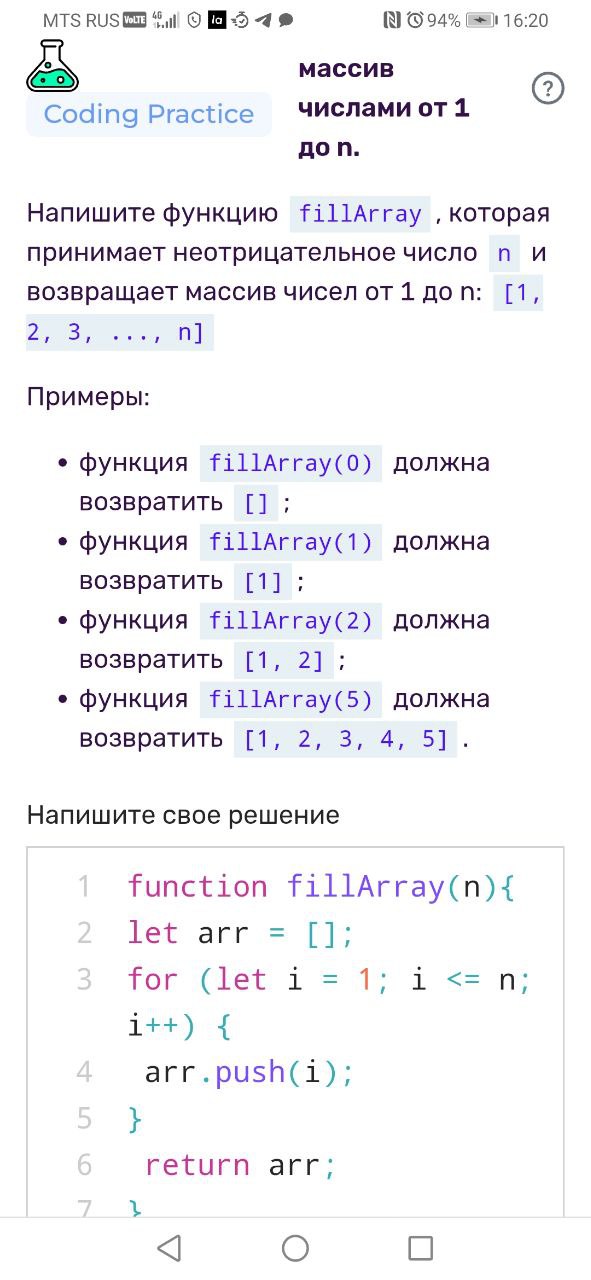 MTS RUS VoLTE 4G 94% 16:20
массив
числами от 1
до n.
Coding Practice
?
Напишите функцию fillArray , которая
принимает неотрицательное число n и
возвращает массив чисел от 1 до n: [1,
2, 3, ..., n]
Примеры:
• функция fillArray(0) должна
возвратить [] ;
• функция fillArray(1) должна
возвратить [1] ;
• функция fillArray(2) должна
возвратить [1, 2] ;
• функция fillArray(5) должна
возвратить [1, 2, 3, 4, 5] .
Напишите свое решение
1 function fillArray(n){
2 let arr = [];
3 for (let i = 1; i <= n;
i++) {
4 arr.push(i);
5 }
6 return arr;
7 }